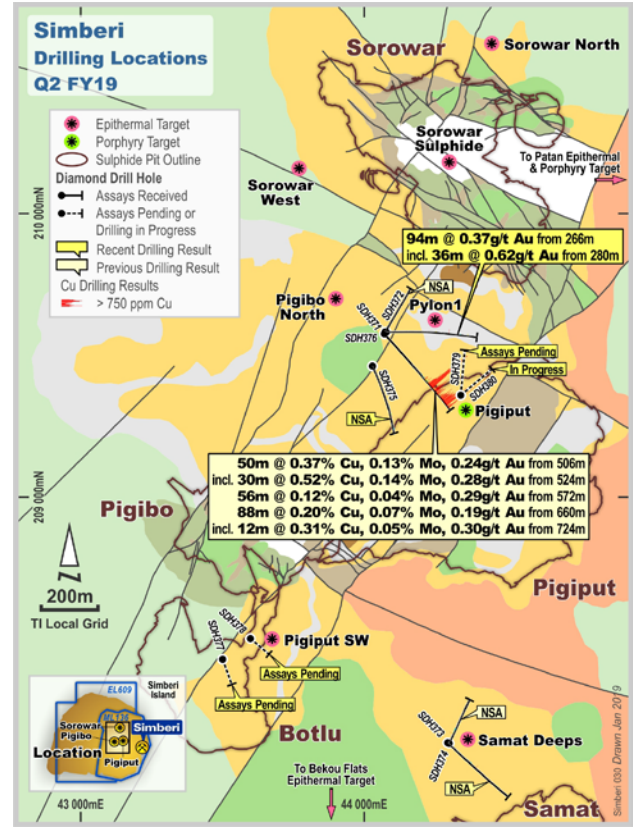 Simberi
Drilling Locations
Q2 FY19
Epithermal Target
Porphyry Target
Sulphide Pit Outline
Diamond Drill Hole
Assays Received
Assays Pending or
Drilling in Progress
Recent Drilling Result
Previous Drilling Result
Cu Drilling Results
> 750 ppm Cu
Sorowar
Sorowar North
Sorowar
Sulphide
To Patan Epithermal
& Porphyry Target
Sorowar
West
210 000mN
94m @ 0.37g/t Au from 266m
incl. 36m @ 0.62g/t Au from 280m
NSA
Pigibo
North
SDH372
SDH371
SDH376
Pylon1
SDH379
Assays Pending
In Progress
SDH380
SDH375
NSA
Pigiput
50m @ 0.37% Cu, 0.13% Mo, 0.24g/t Au from 506m
incl. 30m @ 0.52% Cu, 0.14% Mo, 0.28g/t Au from 524m
56m @ 0.12% Cu, 0.04% Mo, 0.29g/t Au from 572m
88m @ 0.20% Cu, 0.07% Mo, 0.19g/t Au from 660m
incl. 12m @ 0.31% Cu, 0.05% Mo, 0.30g/t Au from 724m
209 000mN
Pigibo
N
200m
TI Local Grid
Pigiput
SDH378
SDH377
Pigiput SW
Assays Pending
Assays Pending
Botlu
EL609
Simberi
Island
ML136
Sorowar
Pigibo
Simberi
Location
Pigiput
NSA
SDH373
SDH374
Samat Deeps
NSA
To Bekou Flats
Epithermal Target
Samat
43 000mE
44 000mE
Simberi 030 Drawn Jan 2019